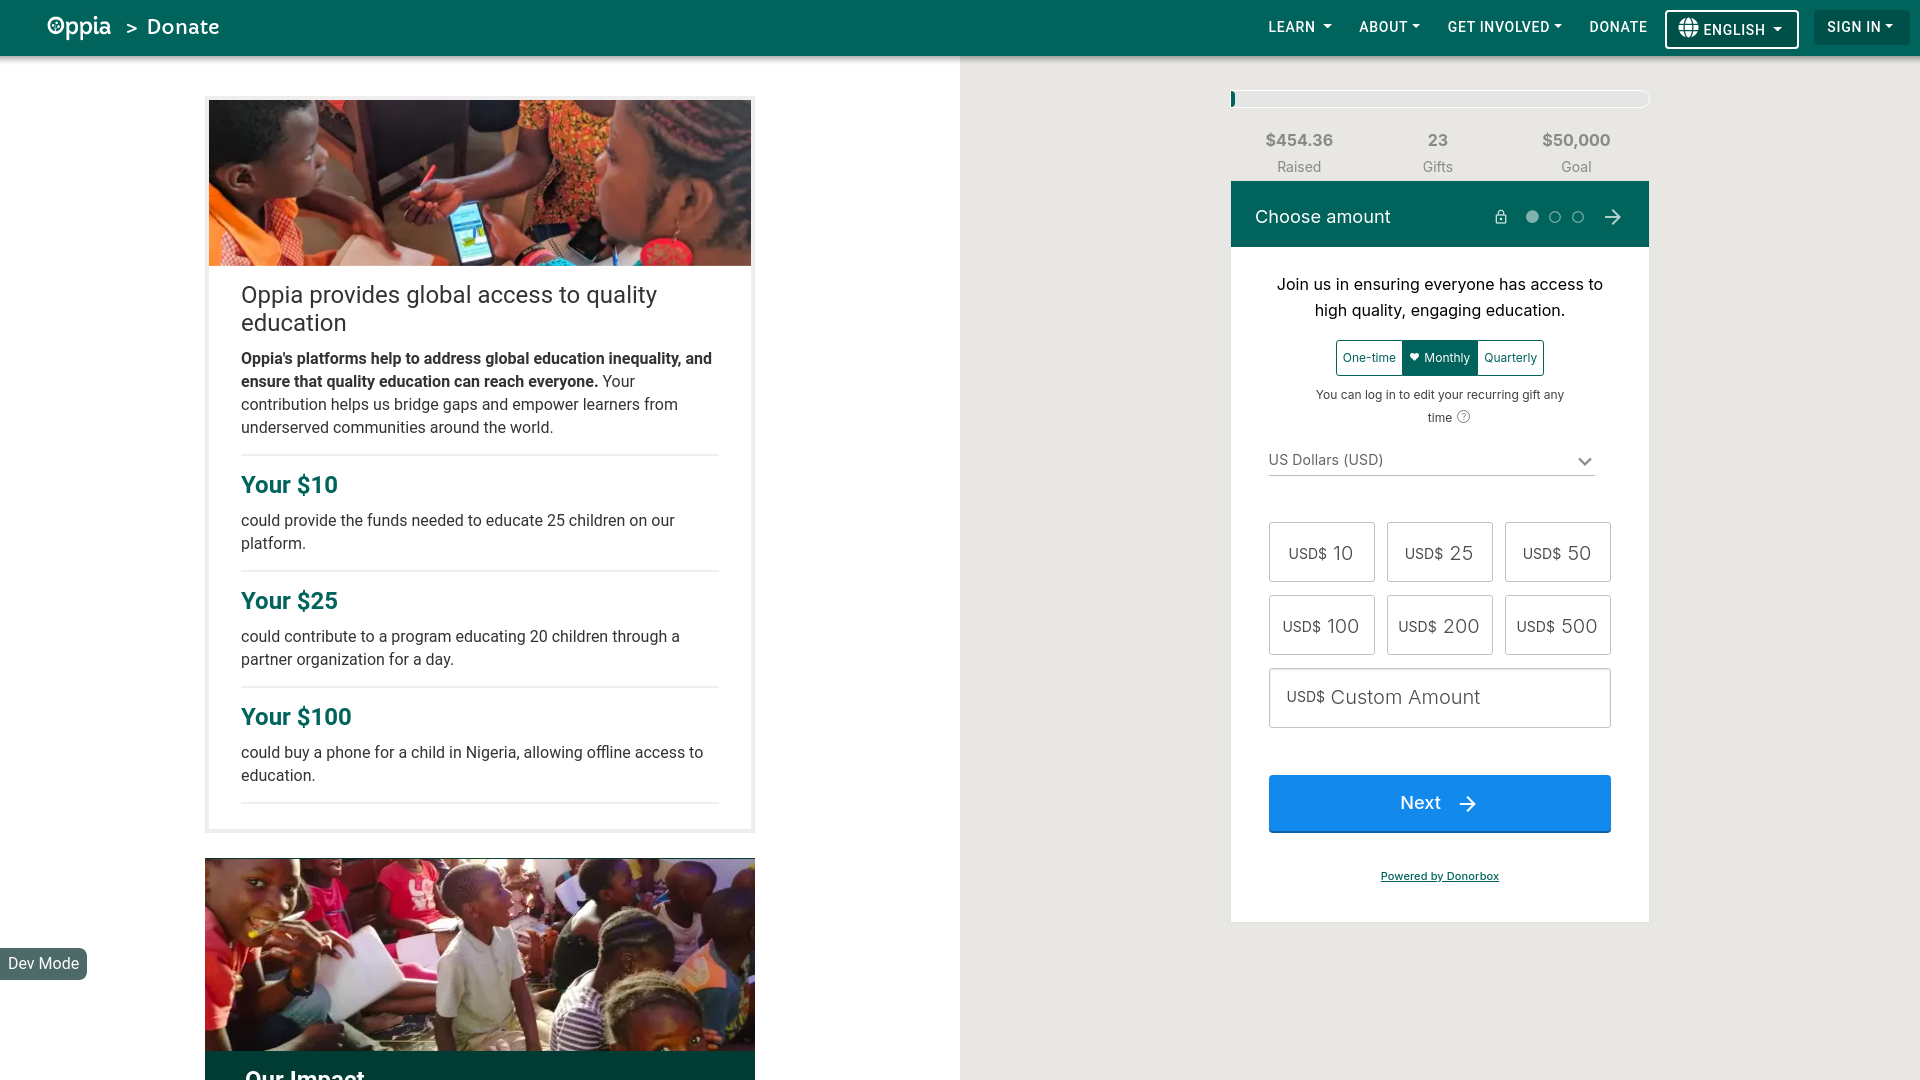 Oppia > Donate
LEARN
ABOUT
GET INVOLVED
DONATE
ENGLISH
SIGN IN
Oppia provides global access to quality
education
Oppia's platforms help to address global education inequality, and
ensure that quality education can reach everyone. Your
contribution helps us bridge gaps and empower learners from
underserved communities around the world.
Your $10
could provide the funds needed to educate 25 children on our
platform.
Your $25
could contribute to a program educating 20 children through a
partner organization for a day.
Your $100
could buy a phone for a child in Nigeria, allowing offline access to
education.
Our Impact
Dev Mode
$454.36
Raised
23
Gifts
$50,000
Goal
Choose amount
Join us in ensuring everyone has access to
high quality, engaging education.
One-time
Monthly
Quarterly
You can log in to edit your recurring gift any
time ?
US Dollars (USD)
USD$ 10
USD$ 25
USD$ 50
USD$ 100
USD$ 200
USD$ 500
USD$ Custom Amount
Next
Powered by Donorbox